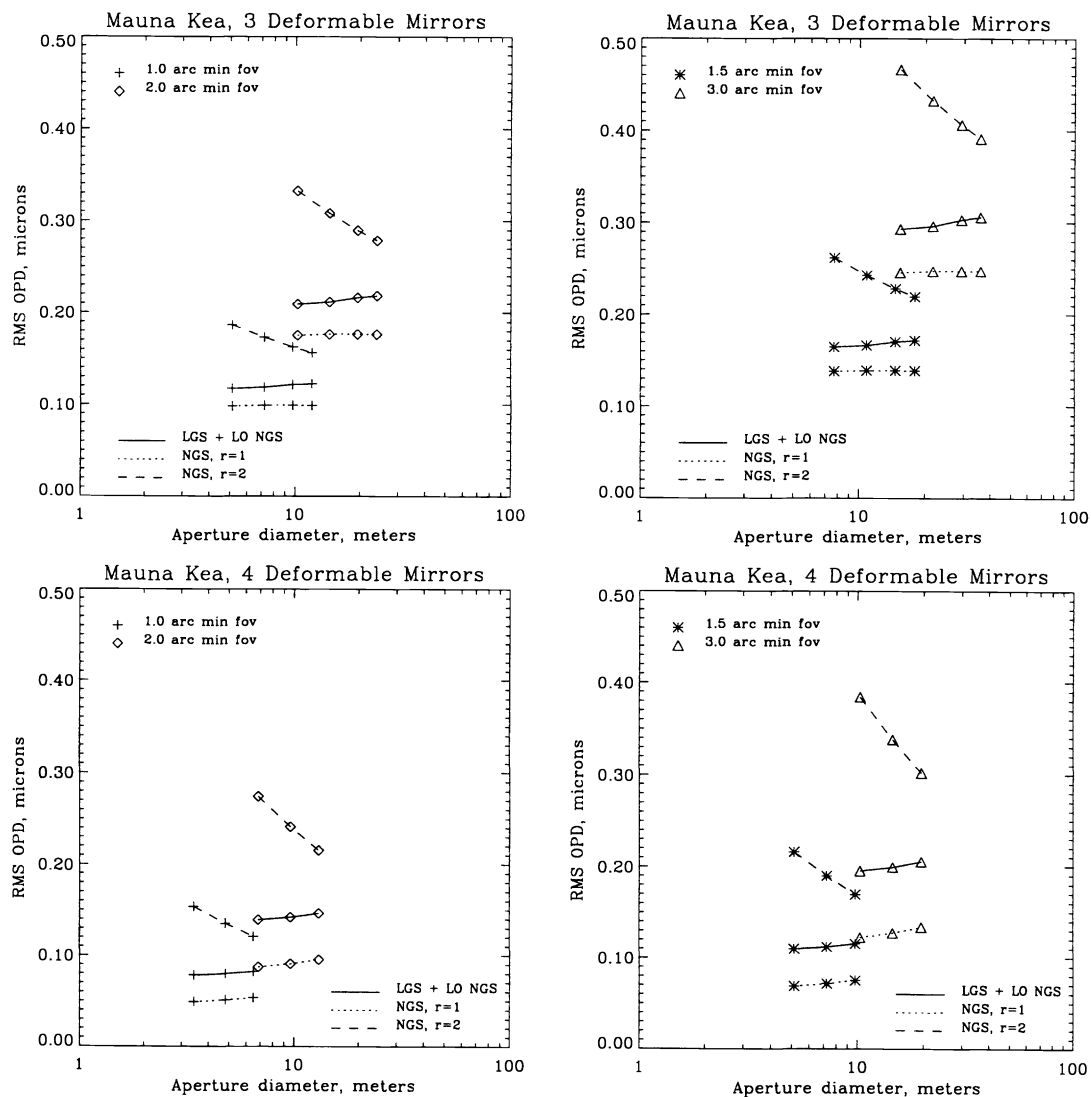 Mauna Kea, 3 Deformable Mirrors
0.50
0.40
0.30
0.20
0.10
0.00
RMS OPD, microns
1.0 arc min fov
2.0 arc min fov
LGS + LO NGS
NGS, r=1
NGS, r=2
1
10
100
Aperture diameter, meters
Mauna Kea, 3 Deformable Mirrors
0.50
0.40
0.30
0.20
0.10
0.00
RMS OPD, microns
1.5 arc min fov
3.0 arc min fov
LGS + LO NGS
NGS, r=1
NGS, r=2
1
10
100
Aperture diameter, meters
Mauna Kea, 4 Deformable Mirrors
0.50
0.40
0.30
0.20
0.10
0.00
RMS OPD, microns
1.0 arc min fov
2.0 arc min fov
LGS + LO NGS
NGS, r=1
NGS, r=2
1
10
100
Aperture diameter, meters
Mauna Kea, 4 Deformable Mirrors
0.50
0.40
0.30
0.20
0.10
0.00
RMS OPD, microns
1.5 arc min fov
3.0 arc min fov
LGS + LO NGS
NGS, r=1
NGS, r=2
1
10
100
Aperture diameter, meters